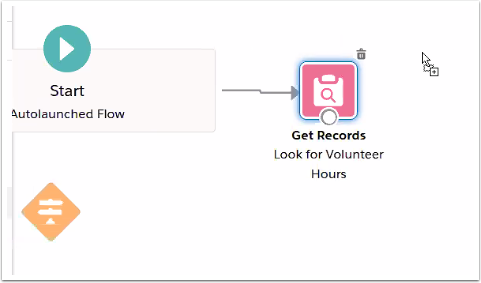 Start
Autolaunched Flow
Get Records
Look for Volunteer
Hours